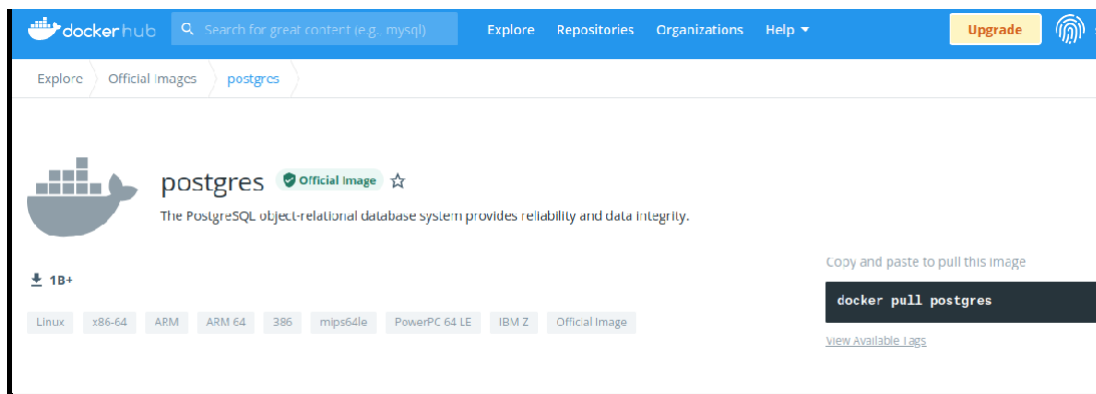 dockerhub Search for great content (e.g., mysql) Explore Repositories Organizations Help Upgrade
Explore Official Images postgres
postgres Official Image
The PostgreSQL object-relational database system provides reliability and data integrity.
1B+
Linux x86-64 ARM ARM 64 386 mips64le PowerPC 64 LE IBM Z Official Image
Copy and paste to pull this image
docker pull postgres
View Available Tags